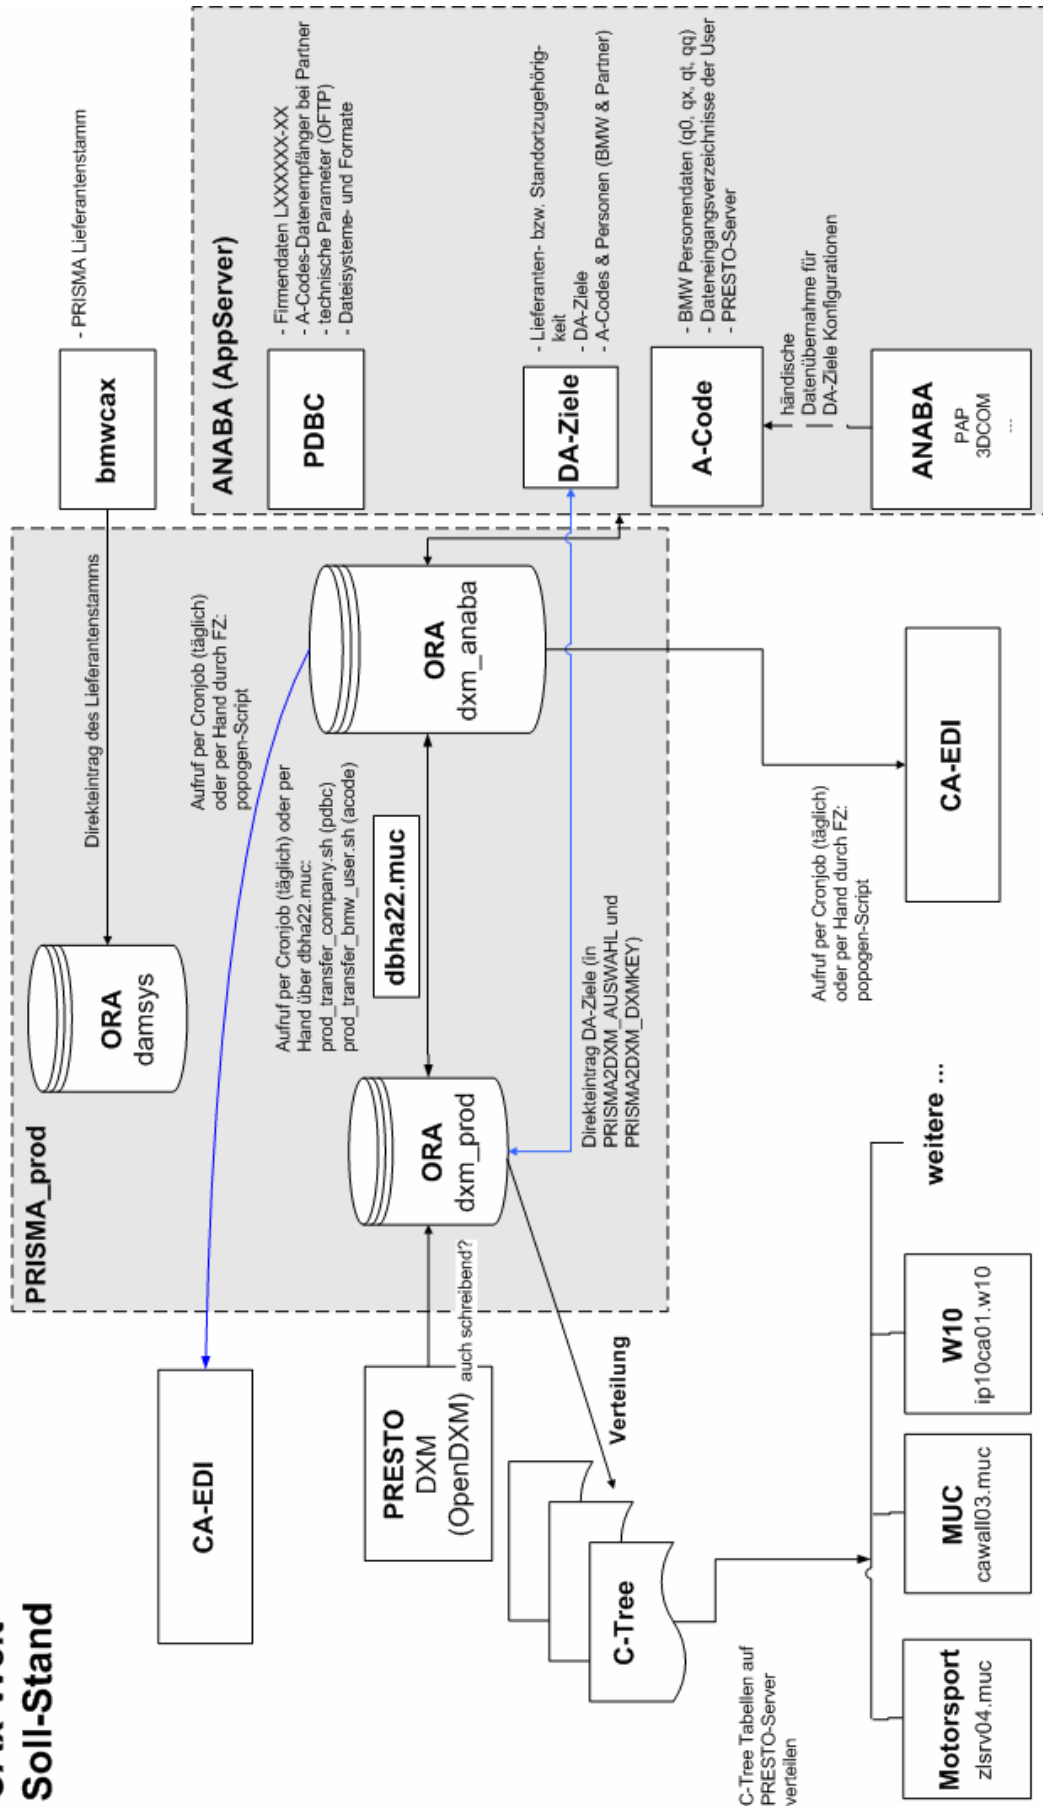 Soll-Stand
PRISMA_prod
ORA
damsys
Direkteintrag des Lieferantenstamms
bmwcax
- PRISMA Lieferantenstamm
CA-EDI
Aufruf per Cronjob (täglich)
oder per Hand durch FZ:
popogen-Script
ANABA (AppServer)
PDBC
- Firmendaten LXXXXXX-XX
- A-Codes-Datenempfänger bei Partner
- technische Parameter (OFTP)
- Dateisysteme- und Formate
Aufruf per Cronjob (täglich) oder per
Hand über dbha22.muc:
prod_transfer_company.sh (pdbc)
prod_transfer_bmw_user.sh (acode)
dbha22.muc
PRESTO
DXM
(OpenDXM)
auch schreibend?
ORA
dxm_prod
ORA
dxm_anaba
DA-Ziele
- Lieferanten- bzw. Standortzugehörig-
keit
- DA-Ziele
- A-Codes & Personen (BMW & Partner)
Direkteintrag DA-Ziele (in
PRISMA2DXM_AUSWAHL und
PRISMA2DXM_DXMKEY)
Verteilung
C-Tree
A-Code
- BMW Personendaten (q0, qx, qt, qq)
- Dateneingangsverzeichnisse der User
- PRESTO-Server
händische
Datenübernahme für
DA-Ziele Konfigurationen
C-Tree Tabellen auf
PRESTO-Server
verteilen
Aufruf per Cronjob (täglich)
oder per Hand durch FZ:
popogen-Script
Motorsport
zlsrv04.muc
MUC
cawall03.muc
W10
ip10ca01.w10
weitere ...
CA-EDI
ANABA
PAP
3DCOM
...